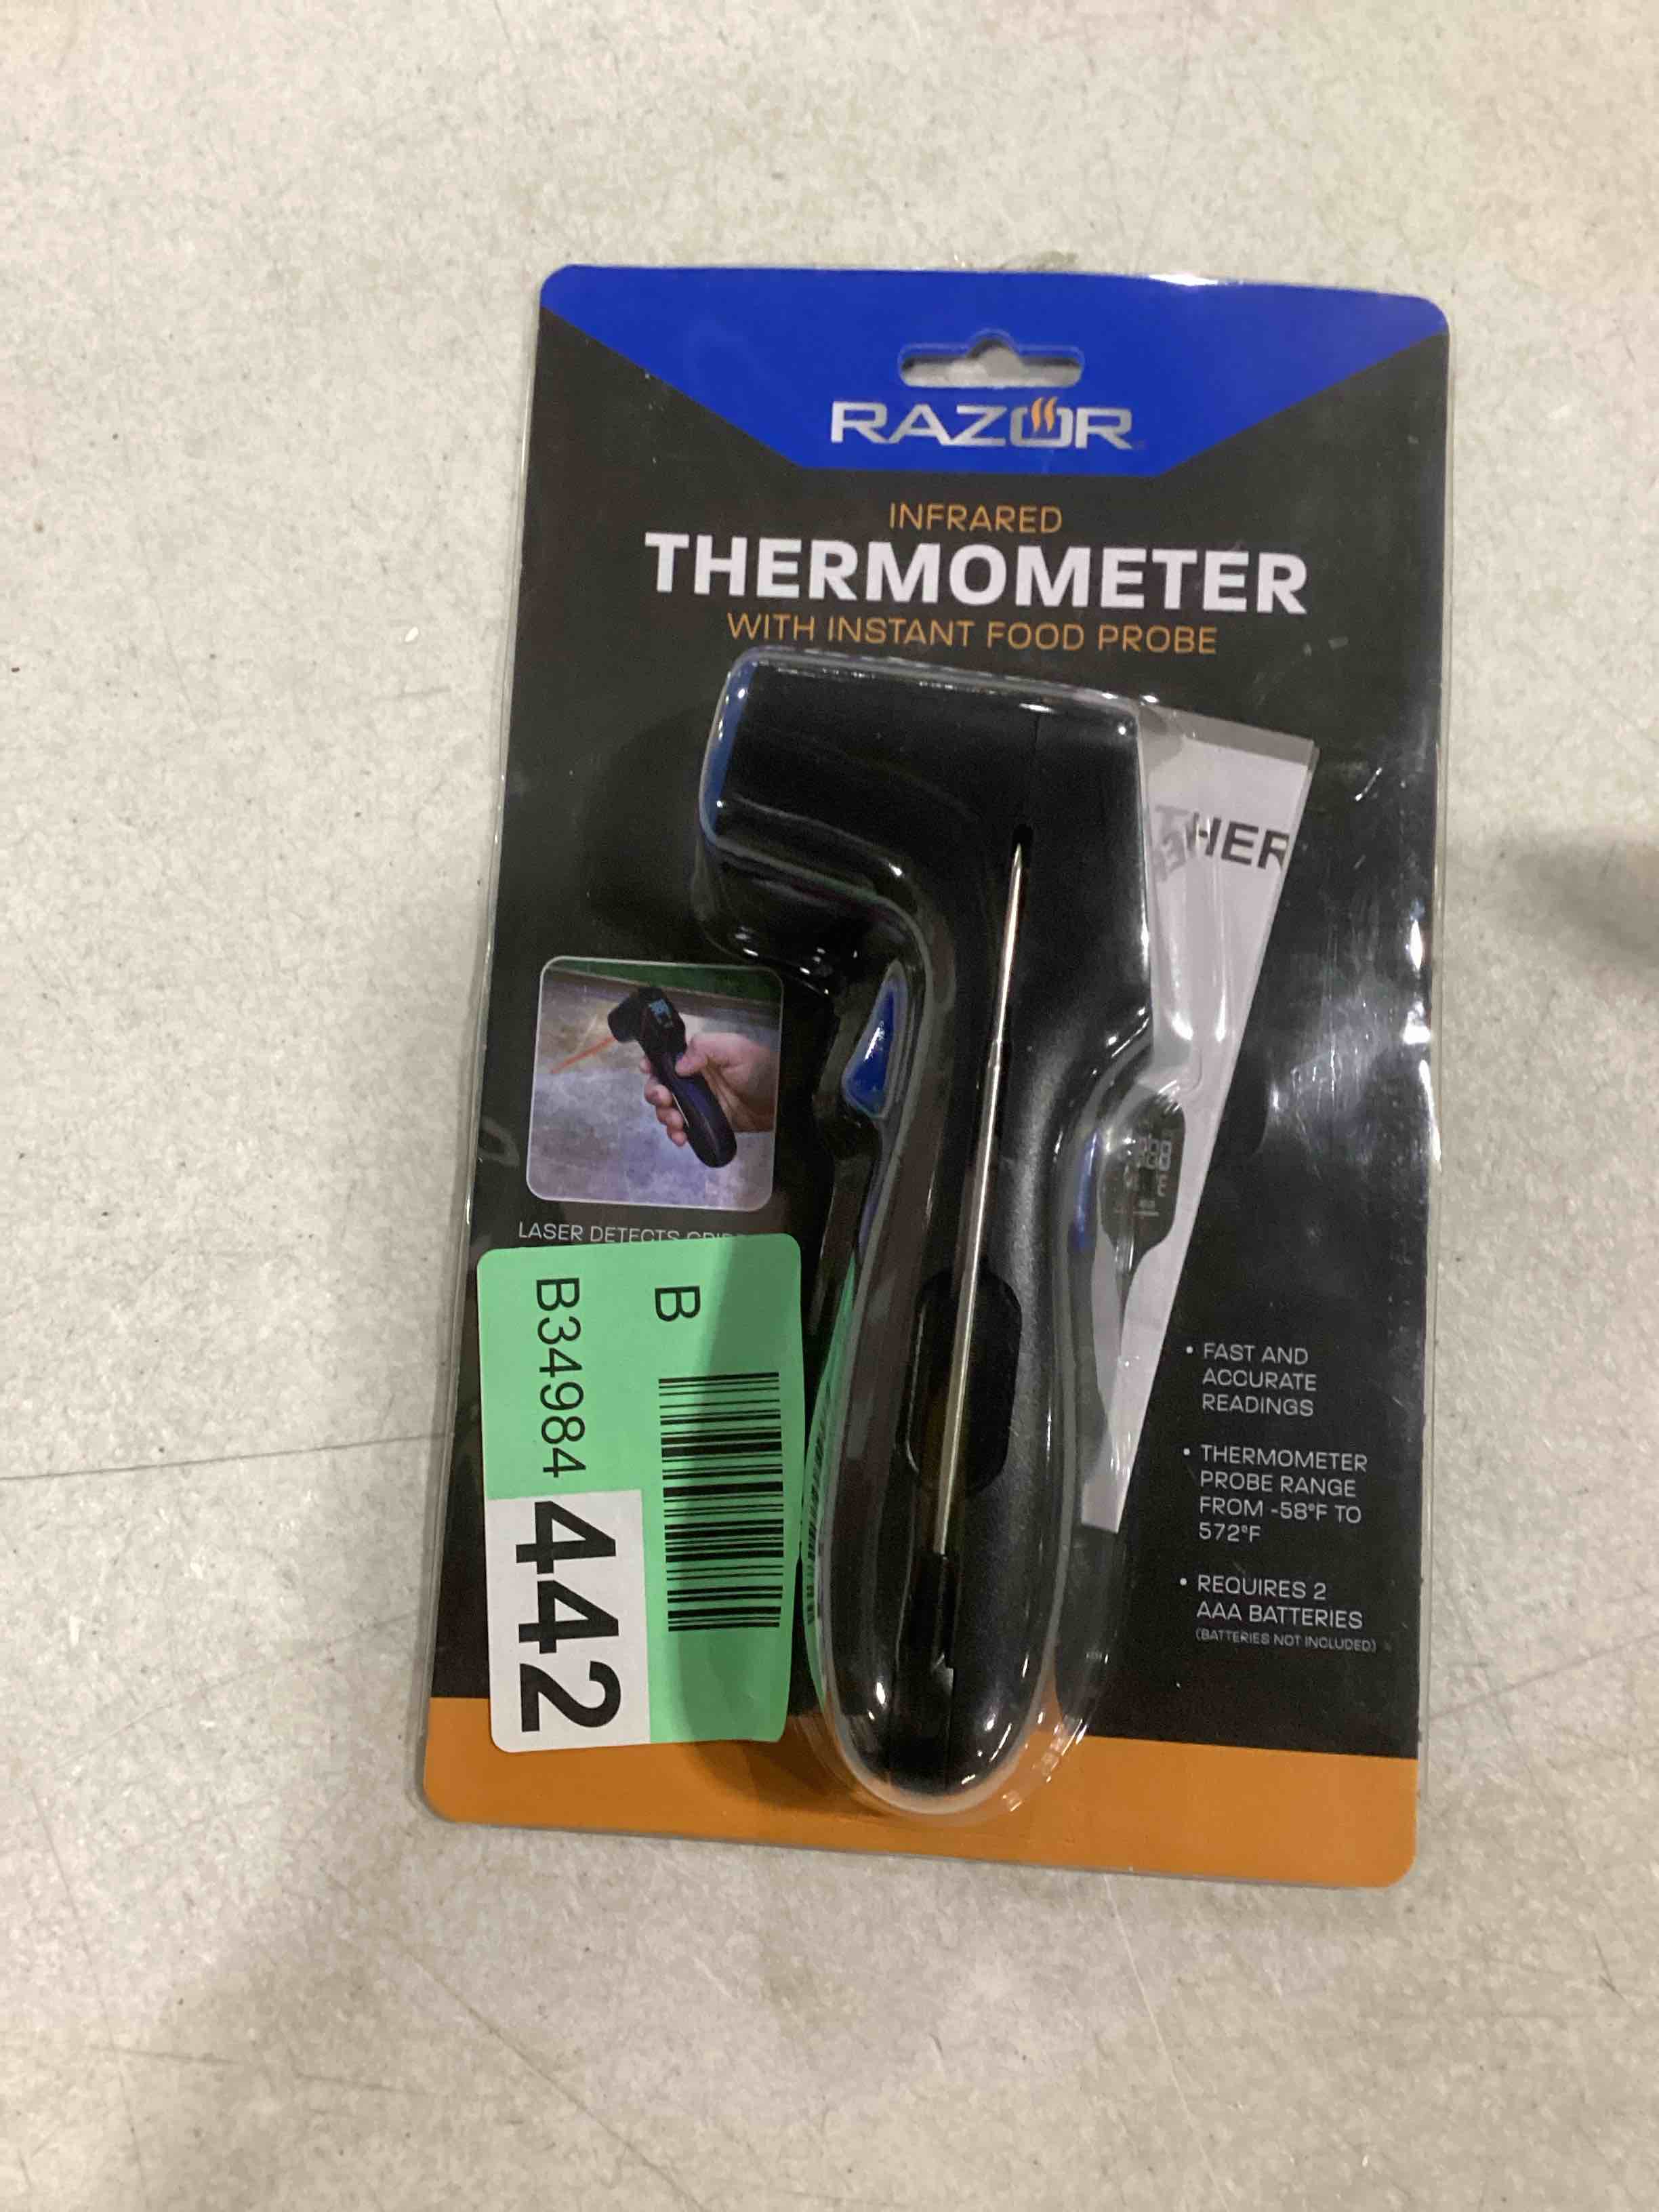 RAZOR
INFRARED
THERMOMETER
WITH INSTANT FOOD PROBE
THER
LASER DETECTS
B
B34984
442
• FAST AND
ACCURATE
READINGS
• THERMOMETER
PROBE RANGE
FROM -58°F TO
572°F
• REQUIRES 2
AAA BATTERIES
(BATTERIES NOT INCLUDED)